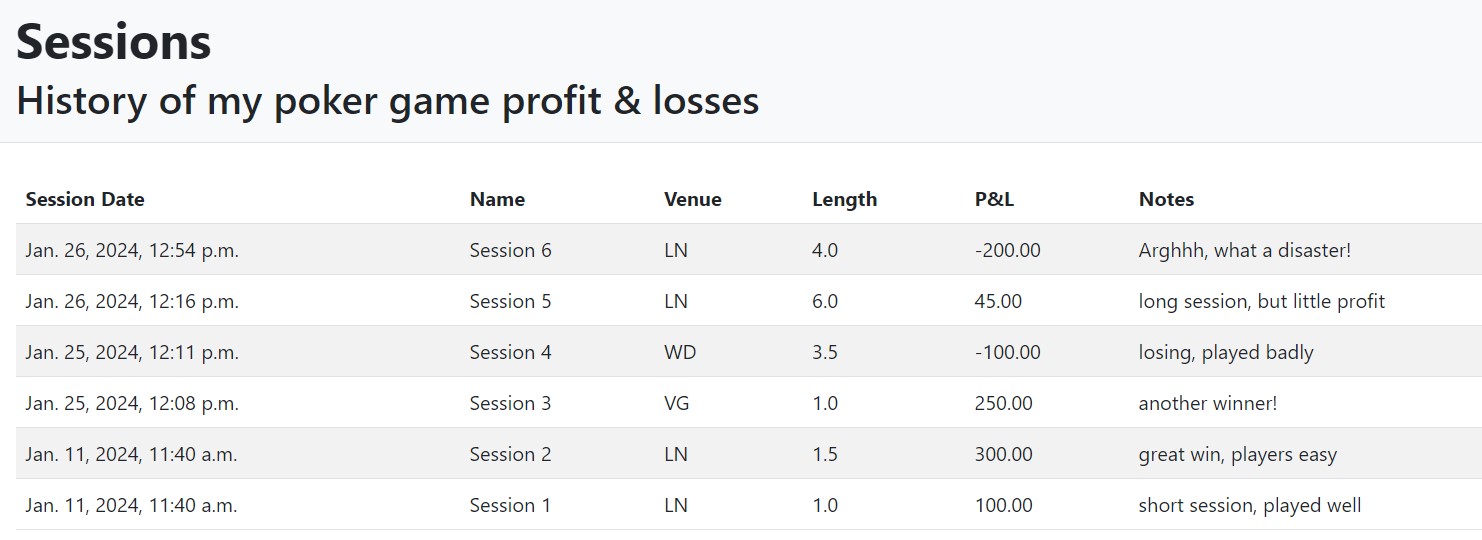 Sessions
History of my poker game profit & losses
Session Date Name Venue Length P&L Notes
Jan. 26, 2024, 12:54 p.m. Session 6 LN 4.0 -200.00 Arghhh, what a disaster!
Jan. 26, 2024, 12:16 p.m. Session 5 LN 6.0 45.00 long session, but little profit
Jan. 25, 2024, 12:11 p.m. Session 4 WD 3.5 -100.00 losing, played badly
Jan. 25, 2024, 12:08 p.m. Session 3 VG 1.0 250.00 another winner!
Jan. 11, 2024, 11:40 a.m. Session 2 LN 1.5 300.00 great win, players easy
Jan. 11, 2024, 11:40 a.m. Session 1 LN 1.0 100.00 short session, played well